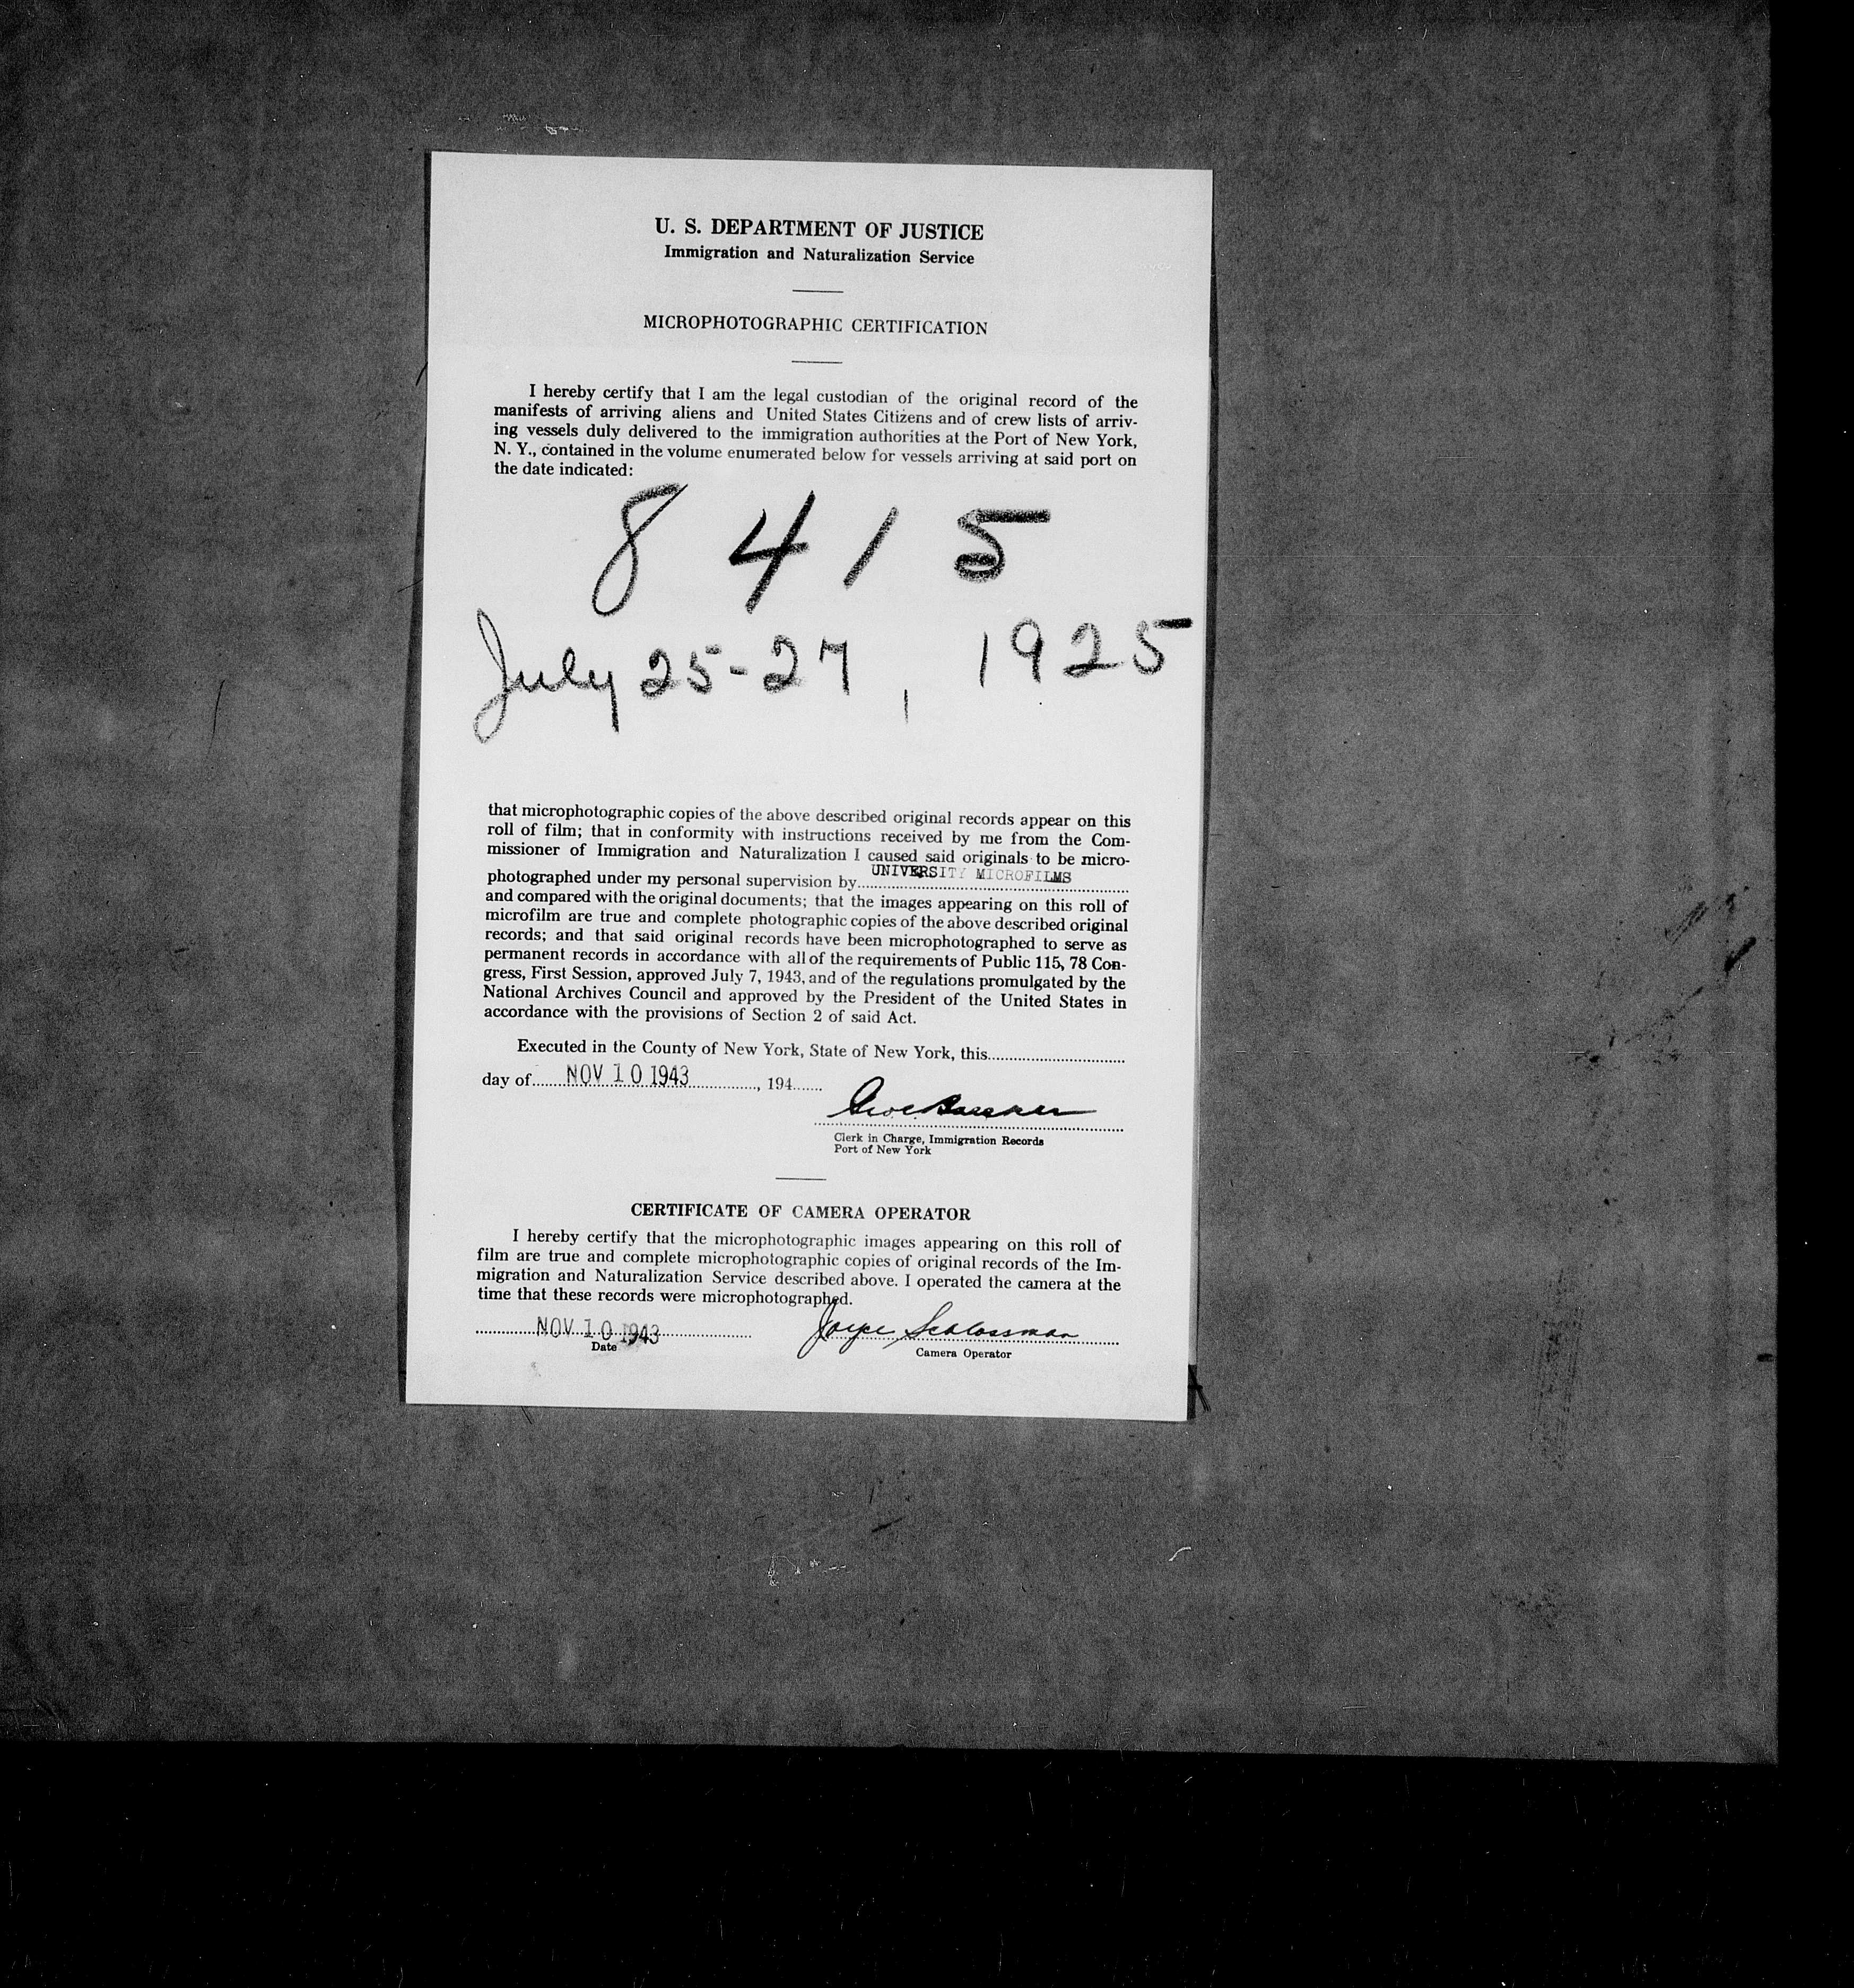 U. S. DEPARTMENT OF JUSTICE
Immigration and Naturalization Service
MICROPHOTOGRAPHIC CERTIFICATION
I hereby certify that I am the legal custodian of the original record of the
manifests of arriving aliens and United States Citizens and of crew lists of arriv-
ing vessels duly delivered to the immigration authorities at the Port of New York,
N. Y., contained in the volume enumerated below for vessels arriving at said port on
the date indicated:
8415
July 25-27, 1925
that microphotographic copies of the above described original records appear on this
roll of film; that in conformity with instructions received by me from the Com-
missioner of Immigration and Naturalization I caused said originals to be micro-
photographed under my personal supervision by UNIVERSITY MICROFILMS
and compared with the original documents; that the images appearing on this roll of
microfilm are true and complete photographic copies of the above described original
records; and that said original records have been microphotographed to serve as
permanent records in accordance with all of the requirements of Public 115, 78 Con-
gress, First Session, approved July 7, 1943, and of the regulations promulgated by the
National Archives Council and approved by the President of the United States in
accordance with the provisions of Section 2 of said Act.
Executed in the County of New York, State of New York, this
day of NOV 10 1943, 194
Clerk in Charge, Immigration Records
Port of New York
CERTIFICATE OF CAMERA OPERATOR
I hereby certify that the microphotographic images appearing on this roll of
film are true and complete microphotographic copies of original records of the Im-
migration and Naturalization Service described above. I operated the camera at the
time that these records were microphotographed.
NOV 10 1943 Joyce Schlossman
Date Camera Operator